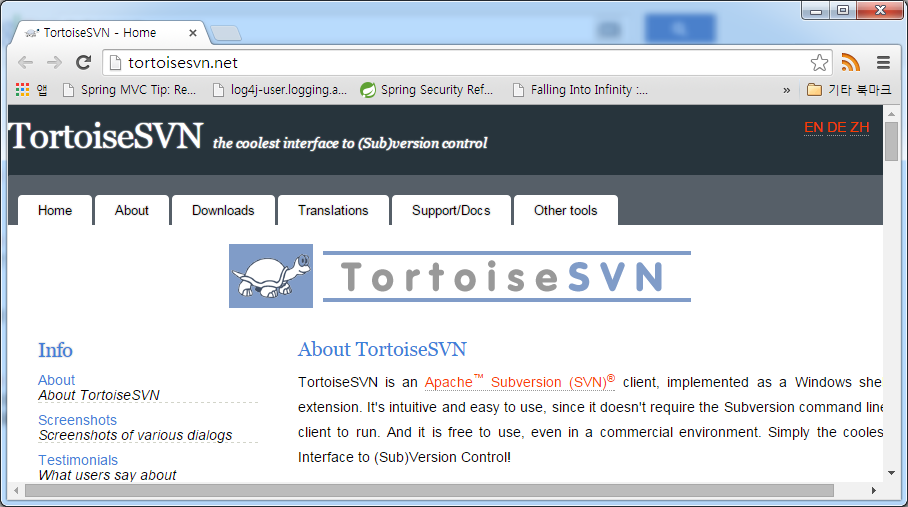 TortoiseSVN - Home
tortoisesvn.net
앱 Spring MVC Tip: Re... log4j-user.logging.a... Spring Security Ref... Falling Into Infinity :... » 기타 북마크
TortoiseSVN the coolest interface to (Sub)version control
EN DE ZH
Home About Downloads Translations Support/Docs Other tools
TortoiseSVN
Info
About
About TortoiseSVN
Screenshots
Screenshots of various dialogs
Testimonials
What users say about
About TortoiseSVN
TortoiseSVN is an Apache™ Subversion (SVN)® client, implemented as a Windows shel
extension. It's intuitive and easy to use, since it doesn't require the Subversion command line
client to run. And it is free to use, even in a commercial environment. Simply the cooles
Interface to (Sub)Version Control!